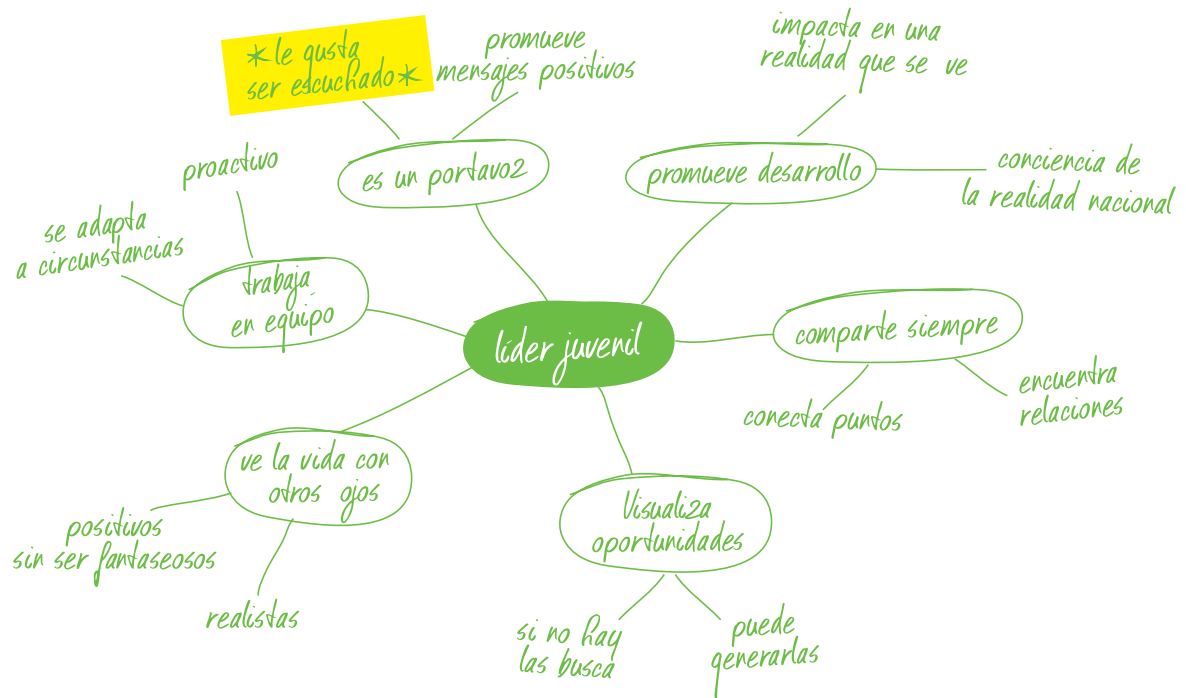 *le gusta
ser escuchado*
promueve
mensajes positivos
es un portavoz
impacta en una
realidad que se ve
promueve desarrollo
conciencia de
la realidad nacional
proactivo
se adapta
a circunstancias
trabaja
en equipo
líder juvenil
comparte siempre
conecta puntos
encuentra
relaciones
ve la vida con
otros ojos
positivos
sin ser fantaseosos
realistas
Visualiza
oportunidades
si no hay
las busca
puede
generarlas